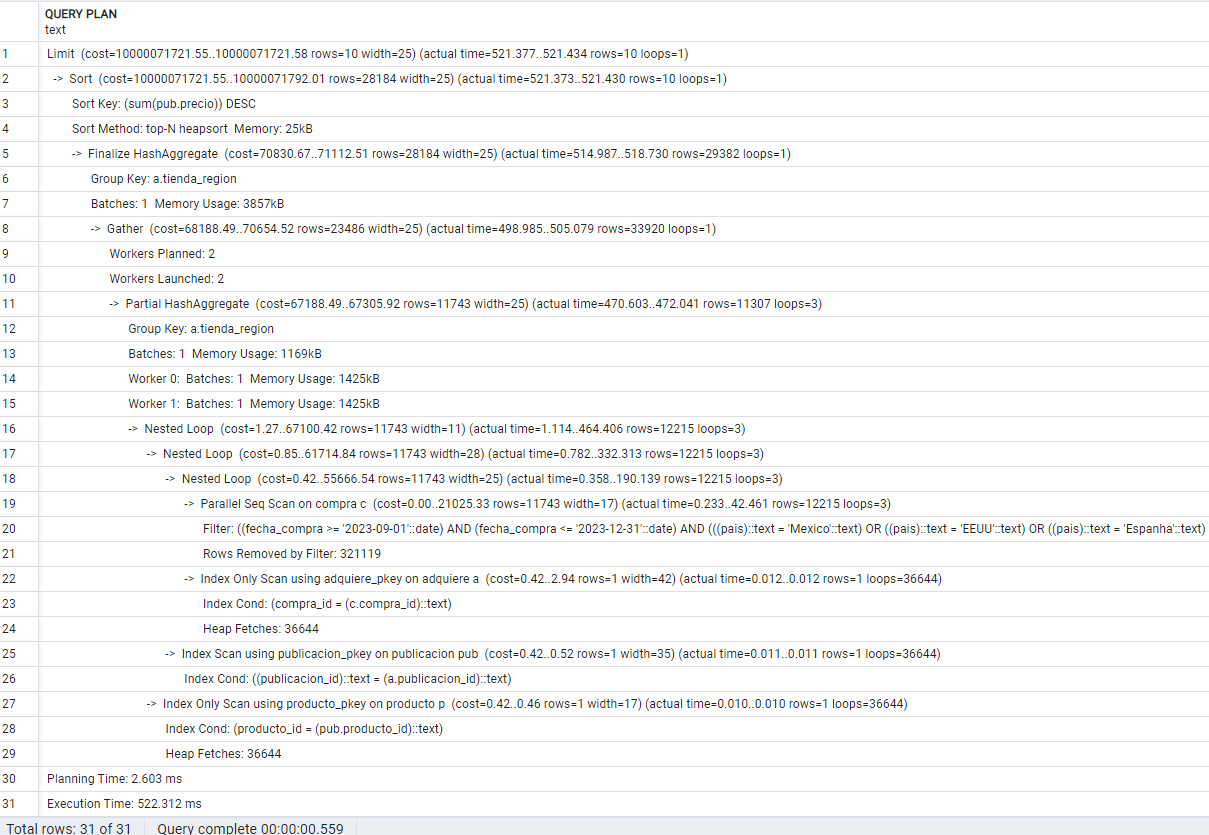 QUERY PLAN
text
1 Limit (cost=10000071721.55..10000071721.58 rows=10 width=25) (actual time=521.377..521.434 rows=10 loops=1)
2 -> Sort (cost=10000071721.55..10000071792.01 rows=28184 width=25) (actual time=521.373..521.430 rows=10 loops=1)
3 Sort Key: (sum(pub.precio)) DESC
4 Sort Method: top-N heapsort Memory: 25kB
5 -> Finalize HashAggregate (cost=70830.67..71112.51 rows=28184 width=25) (actual time=514.987..518.730 rows=29382 loops=1)
6 Group Key: a.tienda_region
7 Batches: 1 Memory Usage: 3857kB
8 -> Gather (cost=68188.49..70654.52 rows=23486 width=25) (actual time=498.985..505.079 rows=33920 loops=1)
9 Workers Planned: 2
10 Workers Launched: 2
11 -> Partial HashAggregate (cost=67188.49..67305.92 rows=11743 width=25) (actual time=470.603..472.041 rows=11307 loops=3)
12 Group Key: a.tienda_region
13 Batches: 1 Memory Usage: 1169kB
14 Worker 0: Batches: 1 Memory Usage: 1425kB
15 Worker 1: Batches: 1 Memory Usage: 1425kB
16 -> Nested Loop (cost=1.27..67100.42 rows=11743 width=11) (actual time=1.114..464.406 rows=12215 loops=3)
17 -> Nested Loop (cost=0.85..61714.84 rows=11743 width=28) (actual time=0.782..332.313 rows=12215 loops=3)
18 -> Nested Loop (cost=0.42..55666.54 rows=11743 width=25) (actual time=0.358..190.139 rows=12215 loops=3)
19 -> Parallel Seq Scan on compra c (cost=0.00..21025.33 rows=11743 width=17) (actual time=0.233..42.461 rows=12215 loops=3)
20 Filter: ((fecha_compra >= '2023-09-01'::date) AND (fecha_compra <= '2023-12-31'::date) AND (((pais)::text = 'Mexico'::text) OR ((pais)::text = 'EEUU'::text) OR ((pais)::text = 'Espanha'::text)
21 Rows Removed by Filter: 321119
22 -> Index Only Scan using adquiere_pkey on adquiere a (cost=0.42..2.94 rows=1 width=42) (actual time=0.012..0.012 rows=1 loops=36644)
23 Index Cond: (compra_id = (c.compra_id)::text)
24 Heap Fetches: 36644
25 -> Index Scan using publicacion_pkey on publicacion pub (cost=0.42..0.52 rows=1 width=35) (actual time=0.011..0.011 rows=1 loops=36644)
26 Index Cond: ((publicacion_id)::text = (a.publicacion_id)::text)
27 -> Index Only Scan using producto_pkey on producto p (cost=0.42..0.46 rows=1 width=17) (actual time=0.010..0.010 rows=1 loops=36644)
28 Index Cond: (producto_id = (pub.producto_id)::text)
29 Heap Fetches: 36644
30 Planning Time: 2.603 ms
31 Execution Time: 522.312 ms
Total rows: 31 of 31 Query complete 00:00:00.559